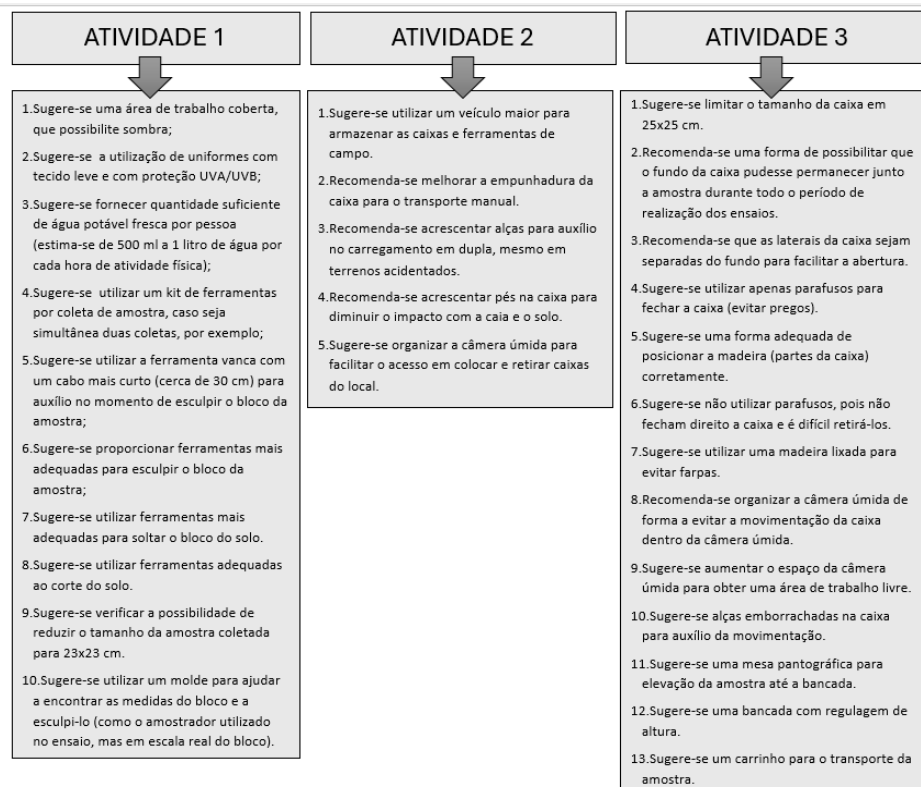 ATIVIDADE 1
1.Sugere-se uma área de trabalho coberta,
que possibilite sombra;
2.Sugere-se a utilização de uniformes com
tecido leve e com proteção UVA/UVB;
3.Sugere-se fornecer quantidade suficiente
de água potável fresca por pessoa
(estima-se de 500 ml a 1 litro de água por
cada hora de atividade física);
4.Sugere-se utilizar um kit de ferramentas
por coleta de amostra, caso seja
simultânea duas coletas, por exemplo;
5.Sugere-se utilizar a ferramenta vanca com
um cabo mais curto (cerca de 30 cm) para
auxílio no momento de esculpir o bloco da
amostra;
6.Sugere-se proporcionar ferramentas mais
adequadas para esculpir o bloco da
amostra;
7.Sugere-se utilizar ferramentas mais
adequadas para soltar o bloco do solo.
8.Sugere-se utilizar ferramentas adequadas
ao corte do solo.
9.Sugere-se verificar a possibilidade de
reduzir o tamanho da amostra coletada
para 23x23 cm.
10.Sugere-se utilizar um molde para ajudar
a encontrar as medidas do bloco e a
esculpi-lo (como o amostrador utilizado
no ensaio, mas em escala real do bloco).
ATIVIDADE 2
1.Sugere-se utilizar um veículo maior para
armazenar as caixas e ferramentas de
campo.
2.Recomenda-se melhorar a empunhadura da
caixa para o transporte manual.
3.Recomenda-se acrescentar alças para auxílio
no carregamento em dupla, mesmo em
terrenos acidentados.
4.Recomenda-se acrescentar pés na caixa para
diminuir o impacto com a caia e o solo.
5.Sugere-se organizar a câmera úmida para
facilitar o acesso em colocar e retirar caixas
do local.
ATIVIDADE 3
1.Sugere-se limitar o tamanho da caixa em
25x25 cm.
2.Recomenda-se uma forma de possibilitar que
o fundo da caixa pudesse permanecer junto
a amostra durante todo o período de
realização dos ensaios.
3.Recomenda-se que as laterais da caixa sejam
separadas do fundo para facilitar a abertura.
4.Sugere-se utilizar apenas parafusos para
fechar a caixa (evitar pregos).
5.Sugere-se uma forma adequada de
posicionar a madeira (partes da caixa)
corretamente.
6.Sugere-se não utilizar parafusos, pois não
fecham direito a caixa e é difícil retirá-los.
7.Sugere-se utilizar uma madeira lixada para
evitar farpas.
8.Recomenda-se organizar a câmera úmida de
forma a evitar a movimentação da caixa
dentro da câmera úmida.
9.Sugere-se aumentar o espaço da câmera
úmida para obter uma área de trabalho livre.
10.Sugere-se alças emborrachadas na caixa
para auxílio da movimentação.
11.Sugere-se uma mesa pantográfica para
elevação da amostra até a bancada.
12.Sugere-se uma bancada com regulagem de
altura.
13.Sugere-se um carrinho para o transporte da
amostra.